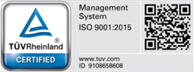 TÜVRheinland
CERTIFIED
Management
System
ISO 9001:2015
www.tuv.com
ID 9108658608